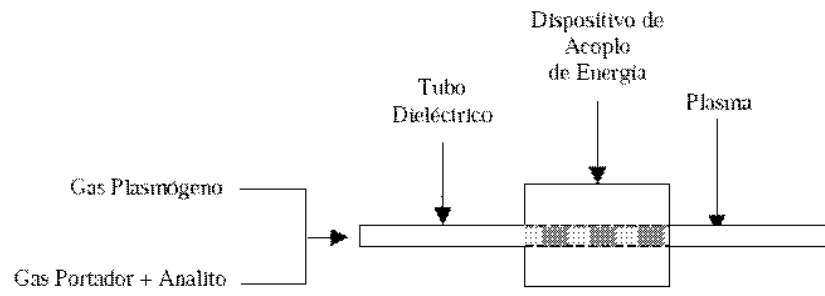 Dispositivo de
Acoplo
de Energía
Tubo
Dieléctrico
Plasma
Gas Plasmógeno
Gas Portador + Analito